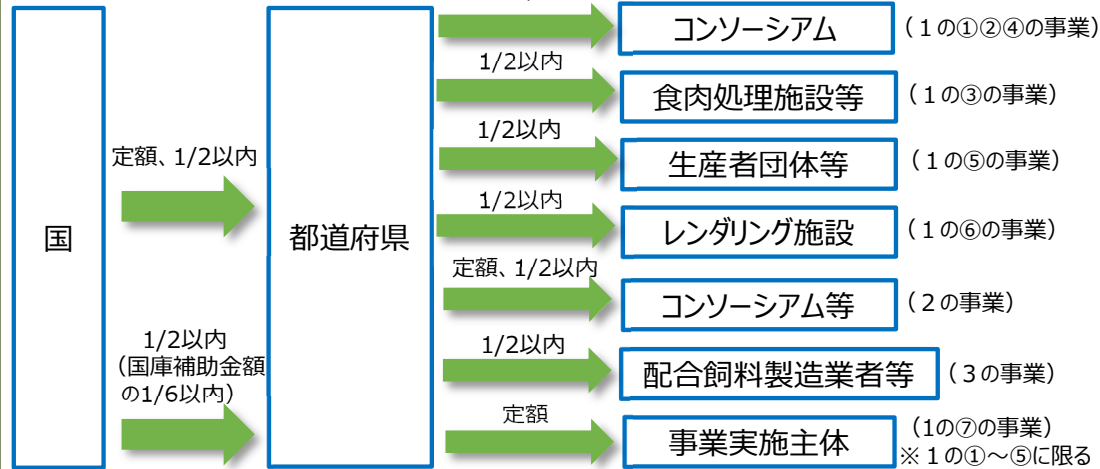 コンソーシアム
（１の①②④の事業）
1/2以内
食肉処理施設等
（１の③の事業）
1/2以内
定額、1/2以内
生産者団体等
（１の⑤の事業）
1/2以内
国
都道府県
レンダリング施設
（１の⑥の事業）
定額、1/2以内
コンソーシアム等
（２の事業）
1/2以内
（国庫補助金額
の1/6以内）
1/2以内
配合飼料製造業者等
（３の事業）
定額
事業実施主体
（1の⑦の事業）
※１の①～⑤に限る